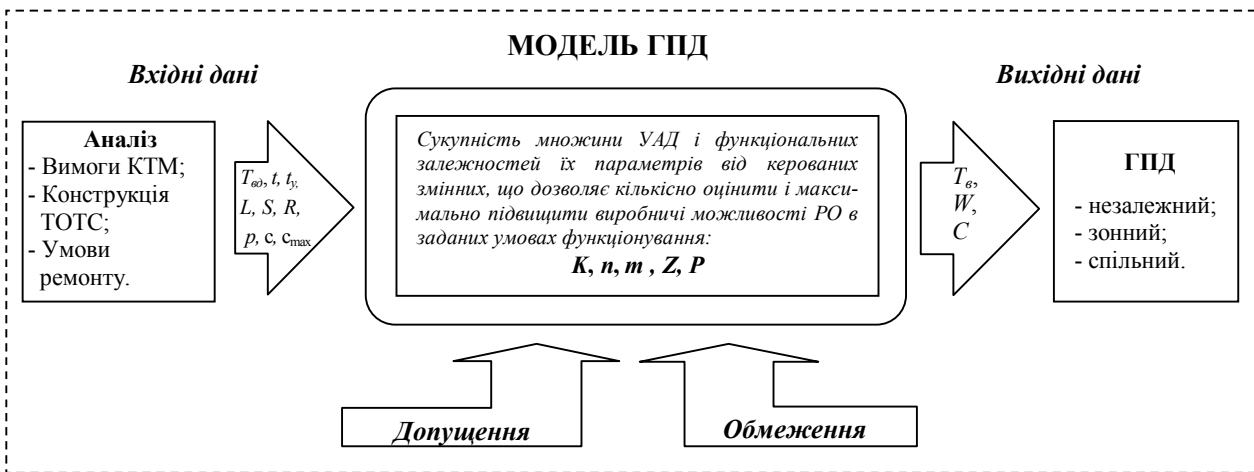 МОДЕЛЬ ГПД
Вхідні дані
Вихідні дані
Аналіз
- Вимоги КТМ;
- Конструкція
ТОТС;
- Умови
ремонту.
Tвд, t, tу,
L, S, R,
p, c, cmax
Сукупність множини УАД і функціональних
залежностей їх параметрів від керованих
змінних, що дозволяє кількісно оцінити і макси-
мально підвищити виробничі можливості РО в
заданих умовах функціонування:
K, n, m , Z, P
Tв,
W,
C
ГПД
- незалежний;
- зонний;
- спільний.
Допущення
Обмеження